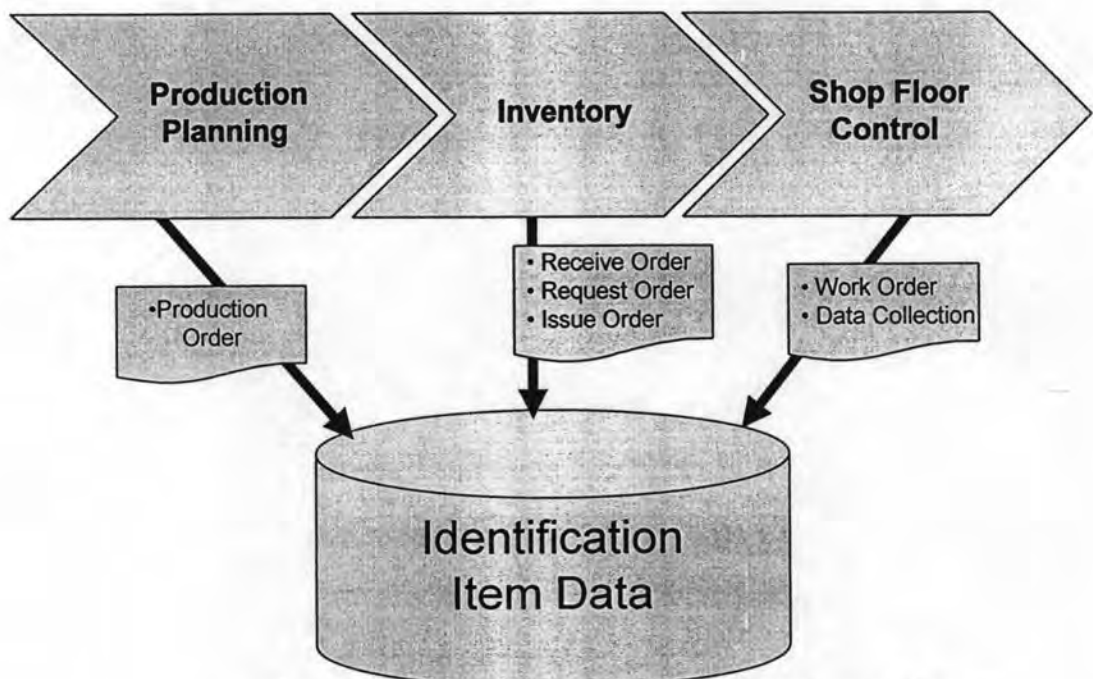 Production
Planning
Inventory
Shop Floor
Control
•Production
Order
• Receive Order
• Request Order
• Issue Order
• Work Order
• Data Collection
Identification
Item Data